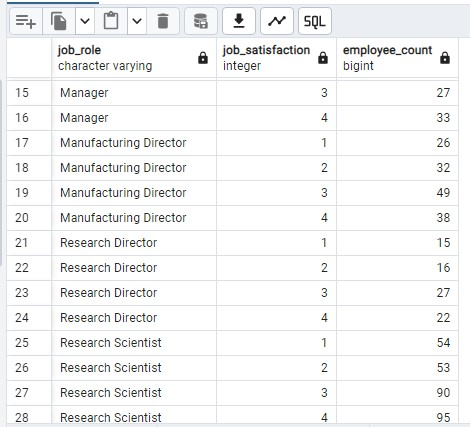 SQL
job_role job_satisfaction employee_count
character varying integer bigint
15 Manager 3 27
16 Manager 4 33
17 Manufacturing Director 1 26
18 Manufacturing Director 2 32
19 Manufacturing Director 3 49
20 Manufacturing Director 4 38
21 Research Director 1 15
22 Research Director 2 16
23 Research Director 3 27
24 Research Director 4 22
25 Research Scientist 1 54
26 Research Scientist 2 53
27 Research Scientist 3 90
28 Research Scientist 4 95